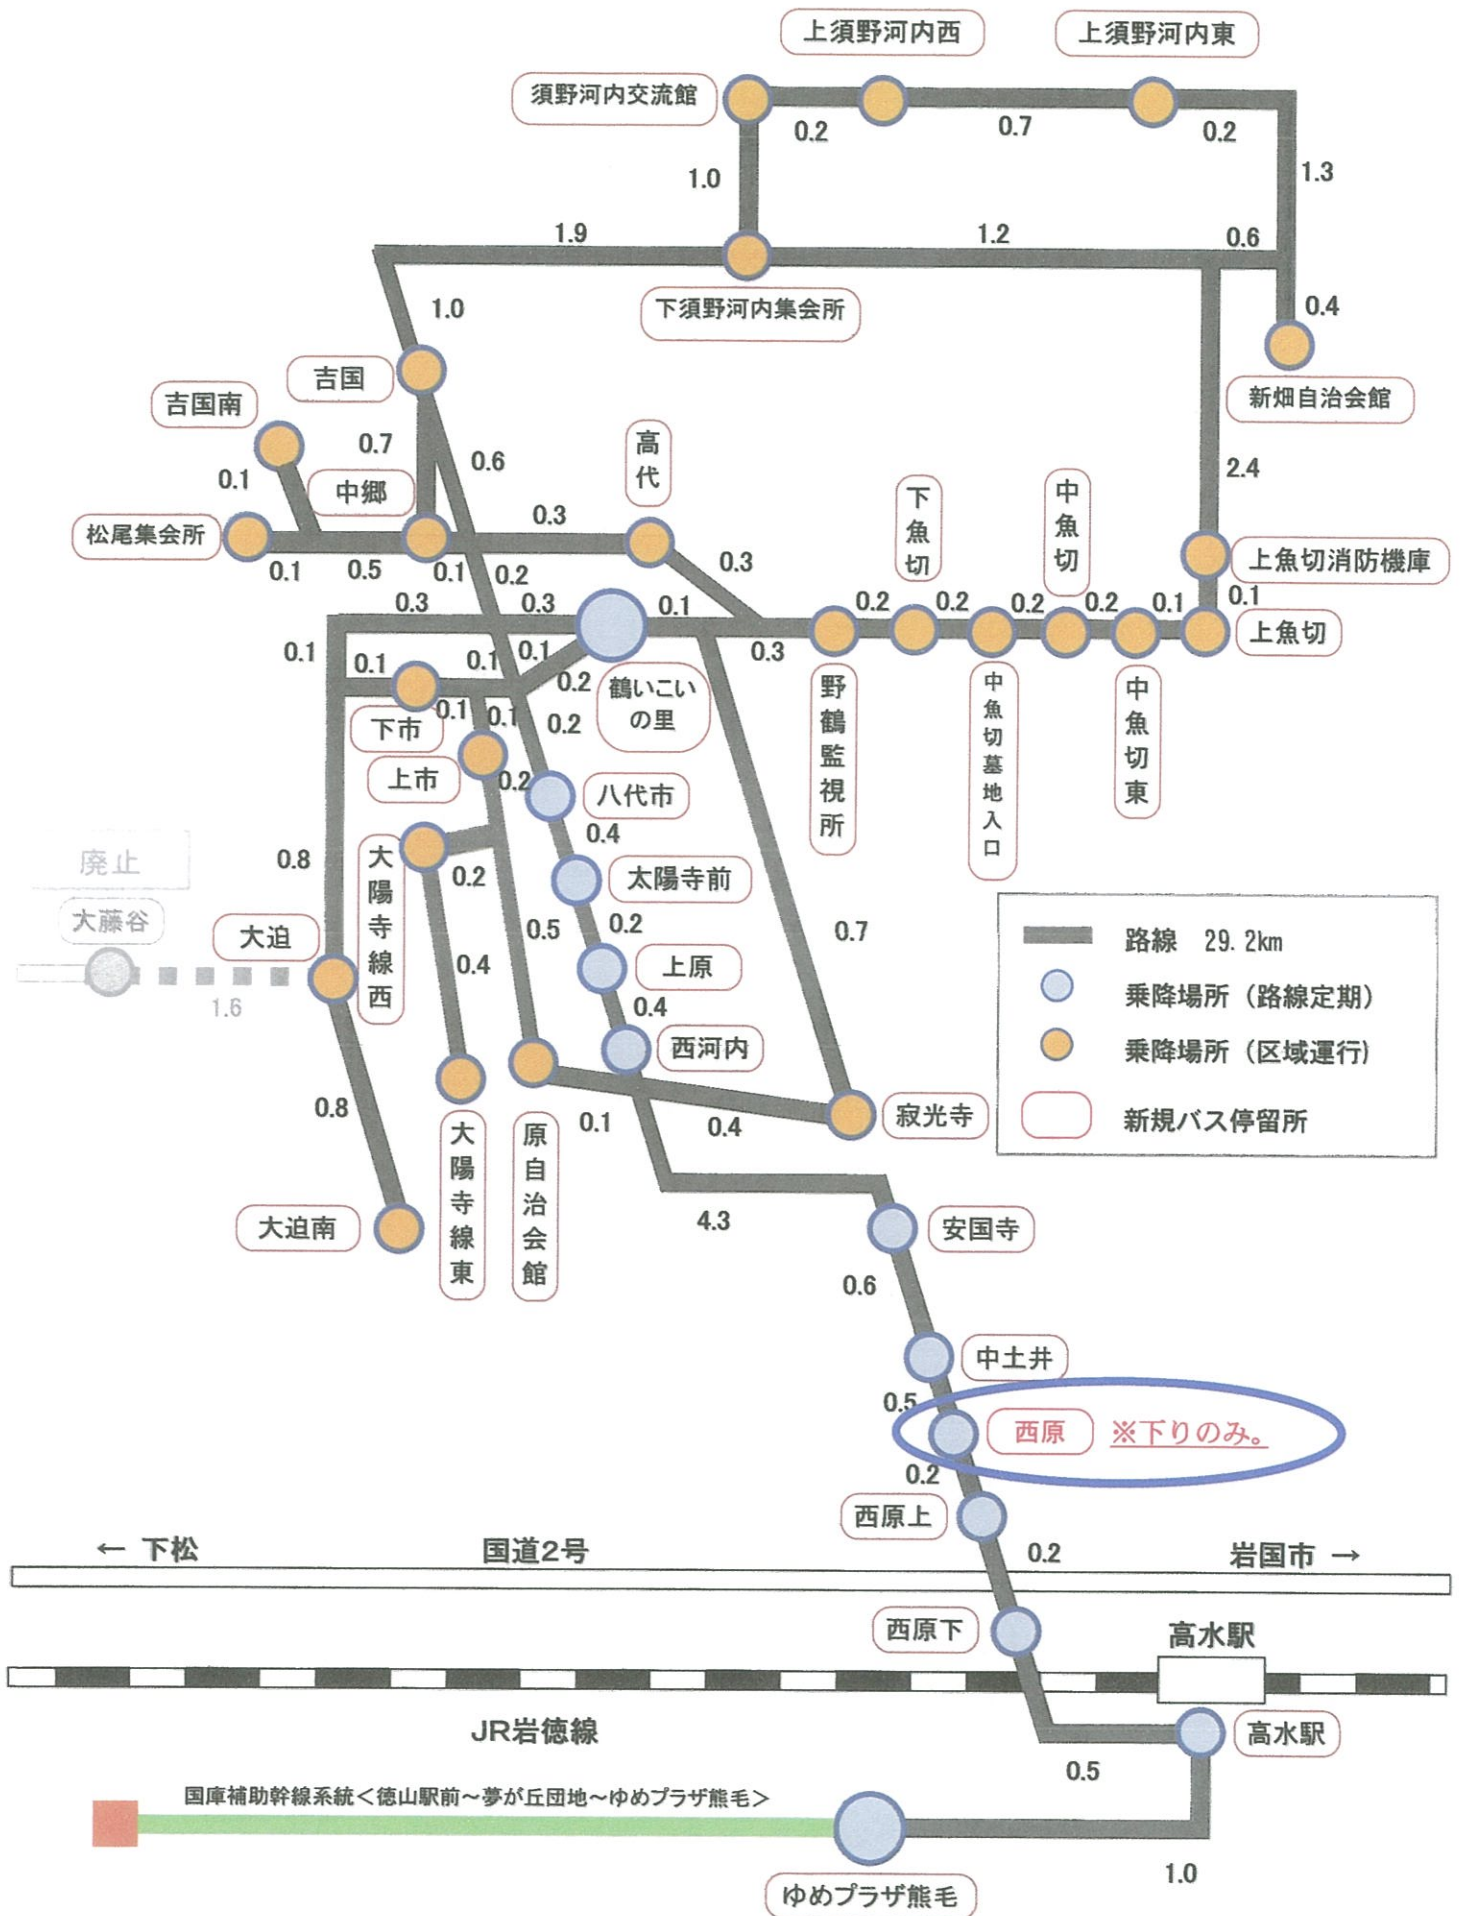 上須野河内西
上須野河内東
須野河内交流館
0.2
0.7
0.2
1.0
1.3
1.9
1.2
0.6
下須野河内集会所
1.0
0.4
吉国
新畑自治会館
吉国南
0.7
0.6
高代
0.1
中郷
下魚切
中魚切
2.4
松尾集会所
0.3
上魚切消防機庫
0.1
0.5
0.1
0.2
0.3
0.3
0.3
0.1
0.2
0.2
0.2
0.2
0.1
0.1
上魚切
0.1
0.1
0.1
0.1
0.2
0.3
鶴いこい
の里
野鶴監視所
中魚切墓地入口
中魚切東
下市
0.1
0.1
0.2
上市
0.2
八代市
0.4
廃止
0.8
大陽寺線西
0.2
太陽寺前
大藤谷
大迫
0.5
0.2
0.7
路線 29.2km
1.6
0.4
上原
乗降場所（路線定期）
0.4
西河内
乗降場所（区域運行)
0.8
0.1
0.4
寂光寺
新規バス停留所
大陽寺線東
原自治会館
大迫南
4.3
安国寺
0.6
中土井
0.5
西原 ※下りのみ。
0.2
西原上
← 下松
国道2号
0.2
岩国市 →
西原下
高水駅
JR岩徳線
高水駅
0.5
国庫補助幹線系統＜徳山駅前～夢が丘団地～ゆめプラザ熊毛＞
1.0
ゆめプラザ熊毛